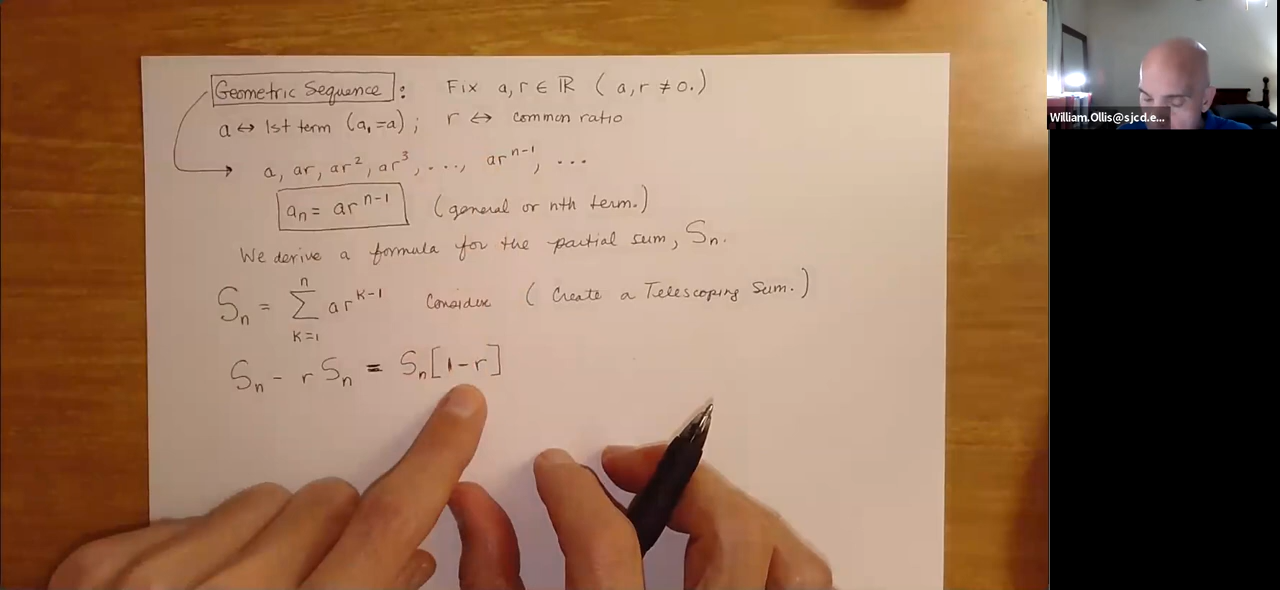 Geometric Sequence : Fix a, r ∈ ℝ ( a, r ≠ 0. )
a ↔ 1st term (a₁ = a) ; r ↔ common ratio
a, ar, ar², ar³, ..., arⁿ⁻¹, ...
aₙ = arⁿ⁻¹ (general or nth term.)
We derive a formula for the partial sum, Sₙ.
Sₙ = ∑ₖ₌₁ⁿ arᵏ⁻¹ Consider ( Create a Telescoping Sum. )
Sₙ - r Sₙ = Sₙ[1-r]
William.Ollis@sjcd.e...